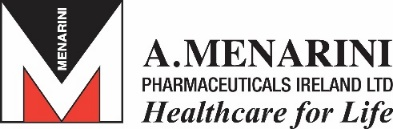 MENARINI
A.MENARINI
PHARMACEUTICALS IRELAND LTD
Healthcare for Life